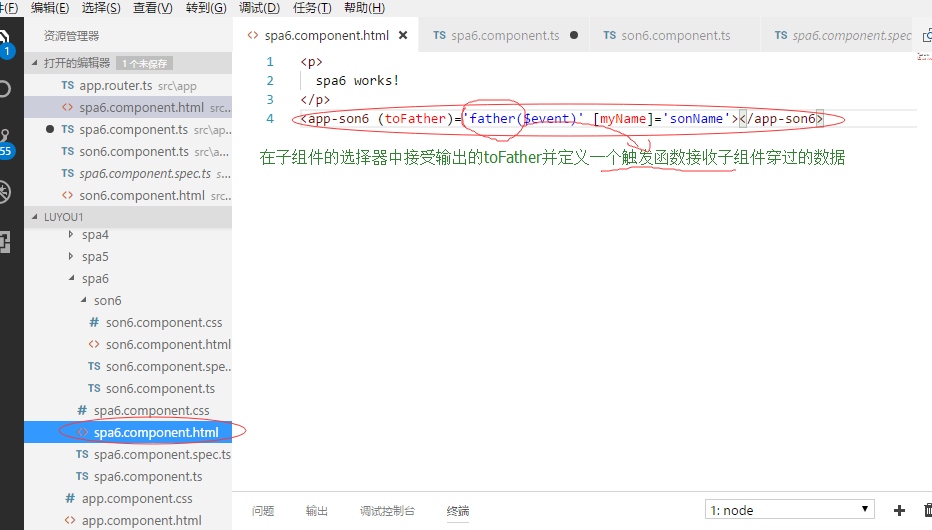 件(F) 编辑(E) 选择(S) 查看(V) 转到(G) 调试(D) 任务(T) 帮助(H)
资源管理器
<> spa6.component.html ×
TS spa6.component.ts ●
TS son6.component.ts
TS spa6.component.spec
1
打开的编辑器 1 个未保存
TS app.router.ts src\app
<> spa6.component.html src...
● TS spa6.component.ts src\ap...
TS son6.component.ts src\a...
TS spa6.component.spec.ts s...
<> son6.component.html src...
55
LUYOU1
spa4
spa5
spa6
son6
# son6.component.css
<> son6.component.html
TS son6.component.spe...
TS son6.component.ts
# spa6.component.css
<> spa6.component.html
TS spa6.component.spec.ts
TS spa6.component.ts
# app.component.css
<> app.component.html
1 <p>
2 spa6 works!
3 </p>
4 <app-son6 (toFather)='father($event)' [myName]='sonName'></app-son6>
在子组件的选择器中接受输出的toFather并定义一个触发函数接收子组件穿过的数据
问题 输出 调试控制台 终端 1: node